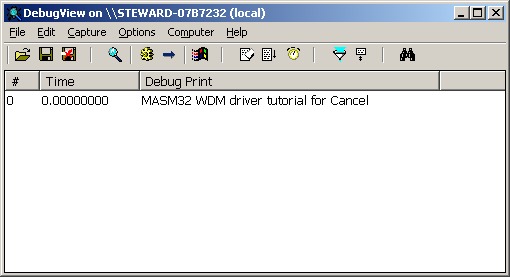 DebugView on \\STEWARD-07B7232 (local)
File Edit Capture Options Computer Help
# Time Debug Print
0 0.00000000 MASM32 WDM driver tutorial for Cancel